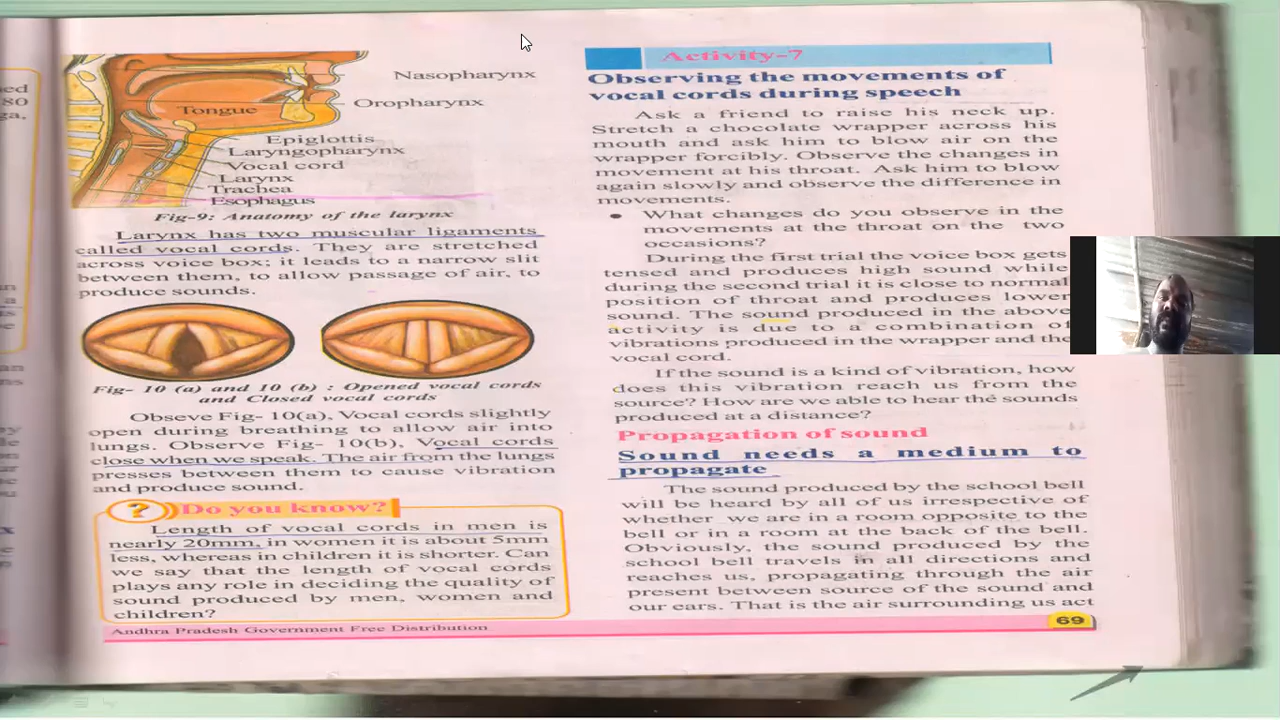 ed
80
ga,
an
a
s
an
ns
y
le
ur
u
Nasopharynx
Tongue
Oropharynx
Epiglottis
Laryngopharynx
Vocal cord
Larynx
Trachea
Esophagus
Fig-9: Anatomy of the larynx
Larynx has two muscular ligaments
called vocal cords. They are stretched
across voice box; it leads to a narrow slit
between them, to allow passage of air, to
produce sounds.
Fig- 10 (a) and 10 (b) : Opened vocal cords
and Closed vocal cords
Obseve Fig- 10(a), Vocal cords slightly
open during breathing to allow air into
lungs. Observe Fig- 10(b), Vocal cords
close when we speak. The air from the lungs
presses between them to cause vibration
and produce sound.
? Do you know?
Length of vocal cords in men is
nearly 20mm, in women it is about 5mm
less, whereas in children it is shorter. Can
we say that the length of vocal cords
plays any role in deciding the quality of
sound produced by men, women and
children?
Andhra Pradesh Government Free Distribution
Activity-7
Observing the movements of
vocal cords during speech
Ask a friend to raise his neck up.
Stretch a chocolate wrapper across his
mouth and ask him to blow air on the
wrapper forcibly. Observe the changes in
movement at his throat. Ask him to blow
again slowly and observe the difference in
movements.
• What changes do you observe in the
movements at the throat on the two
occasions?
During the first trial the voice box gets
tensed and produces high sound while
during the second trial it is close to normal
position of throat and produces lower
sound. The sound produced in the above
activity is due to a combination of
vibrations produced in the wrapper and the
vocal cord.
If the sound is a kind of vibration, how
does this vibration reach us from the
source? How are we able to hear the sounds
produced at a distance?
Propagation of sound
Sound needs a medium to
propagate
The sound produced by the school bell
will be heard by all of us irrespective of
whether we are in a room opposite to the
bell or in a room at the back of the bell.
Obviously, the sound produced by the
school bell travels in all directions and
reaches us, propagating through the air
present between source of the sound and
our ears. That is the air surrounding us act
69